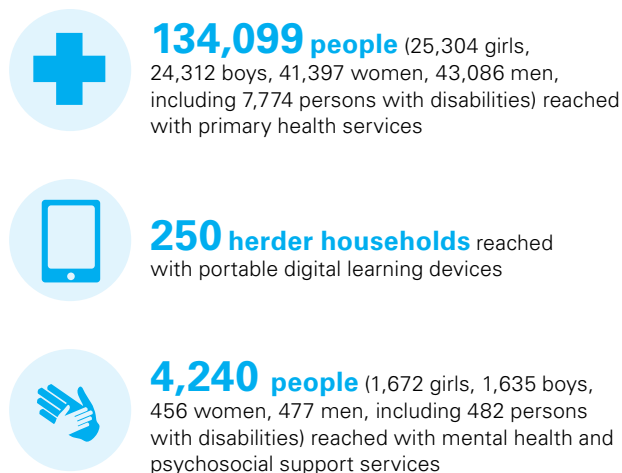 134,099 people (25,304 girls,
24,312 boys, 41,397 women, 43,086 men,
including 7,774 persons with disabilities) reached
with primary health services
250 herder households reached
with portable digital learning devices
4,240 people (1,672 girls, 1,635 boys,
456 women, 477 men, including 482 persons
with disabilities) reached with mental health and
psychosocial support services